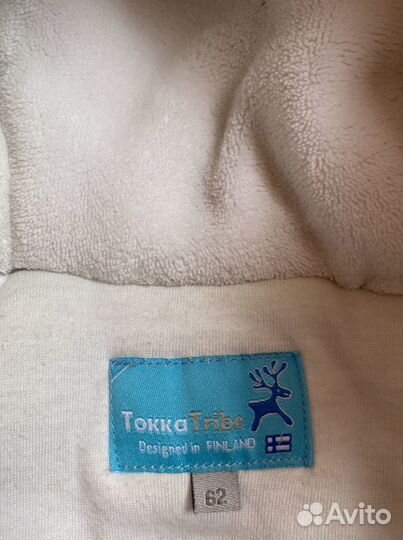 TOKKATribe
Designed in FINLAND
62
Avito